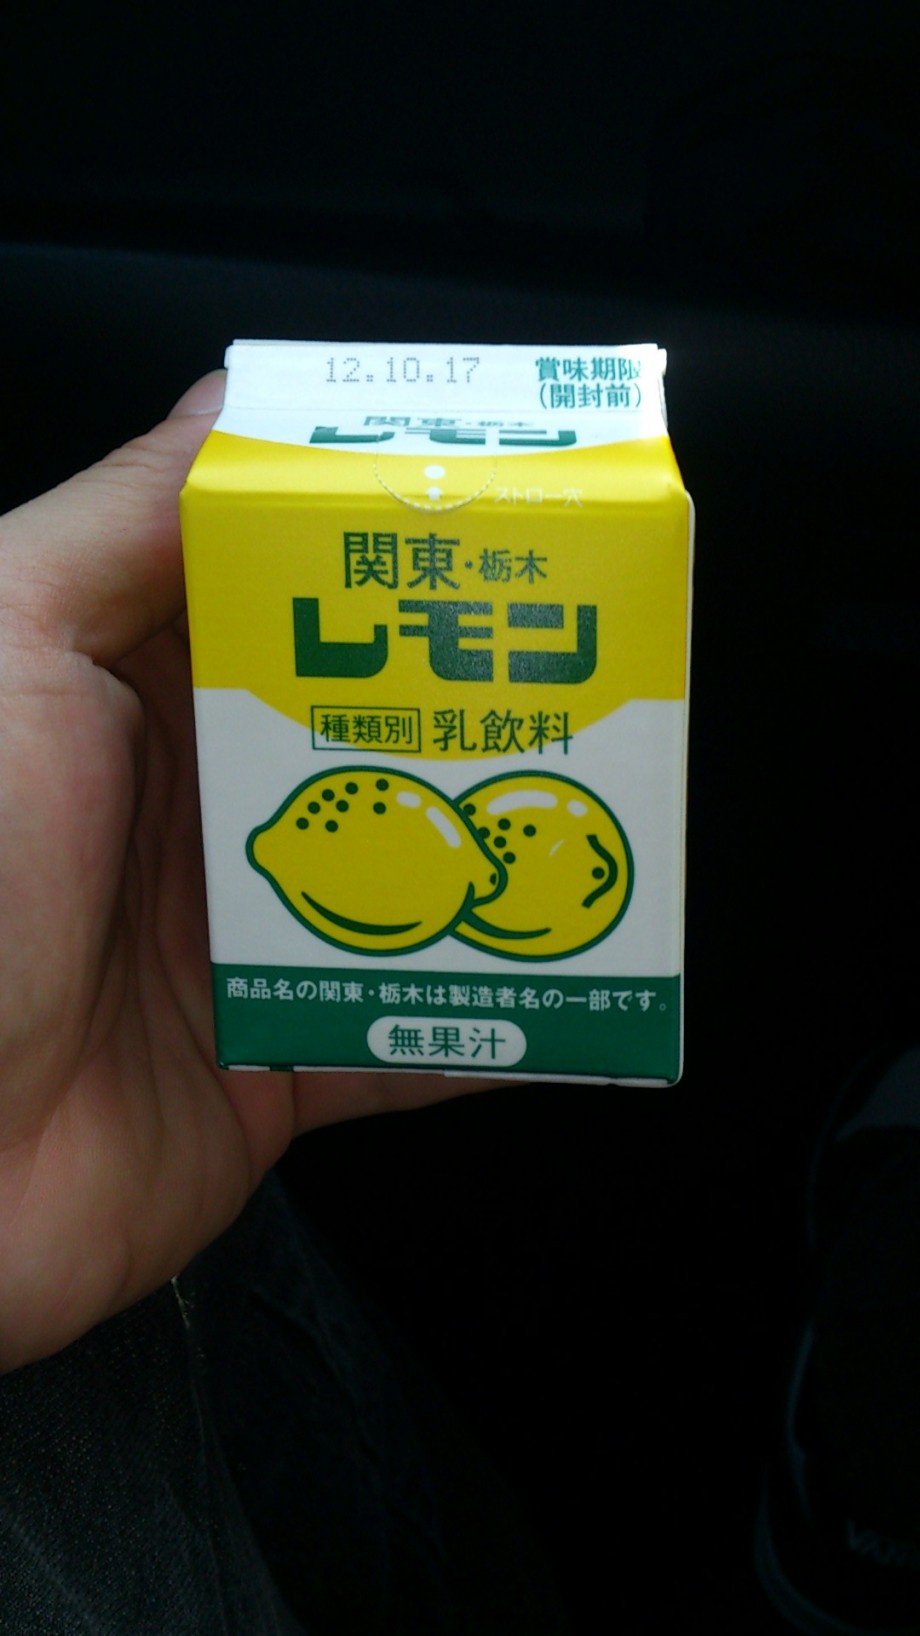 12.10.17
賞味期限
(開封前)
関東・栃木
レモン
ストロー穴
関東・栃木
レモン
種類別 乳飲料
商品名の関東・栃木は製造者名の一部です。
無果汁